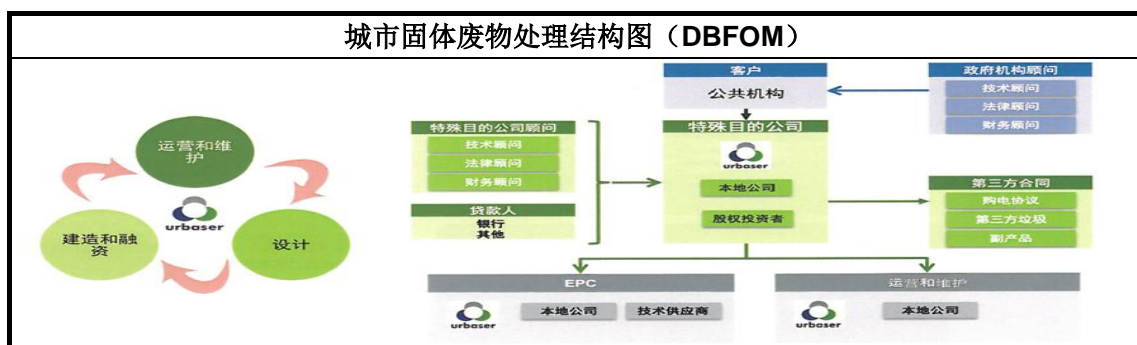 城市固体废物处理结构图（DBFOM）
运营和维
护
建造和融
资
设计
urbaser
客户
公共机构
政府机构顾问
技术顾问
法律顾问
财务顾问
特殊目的公司顾问
技术顾问
法律顾问
财务顾问
贷款人
银行
其他
特殊目的公司
urbaser
本地公司
股权投资者
第三方合同
购电协议
第三方垃圾
副产品
EPC
urbaser
本地公司
技术供应商
运营和维护
urbaser
本地公司